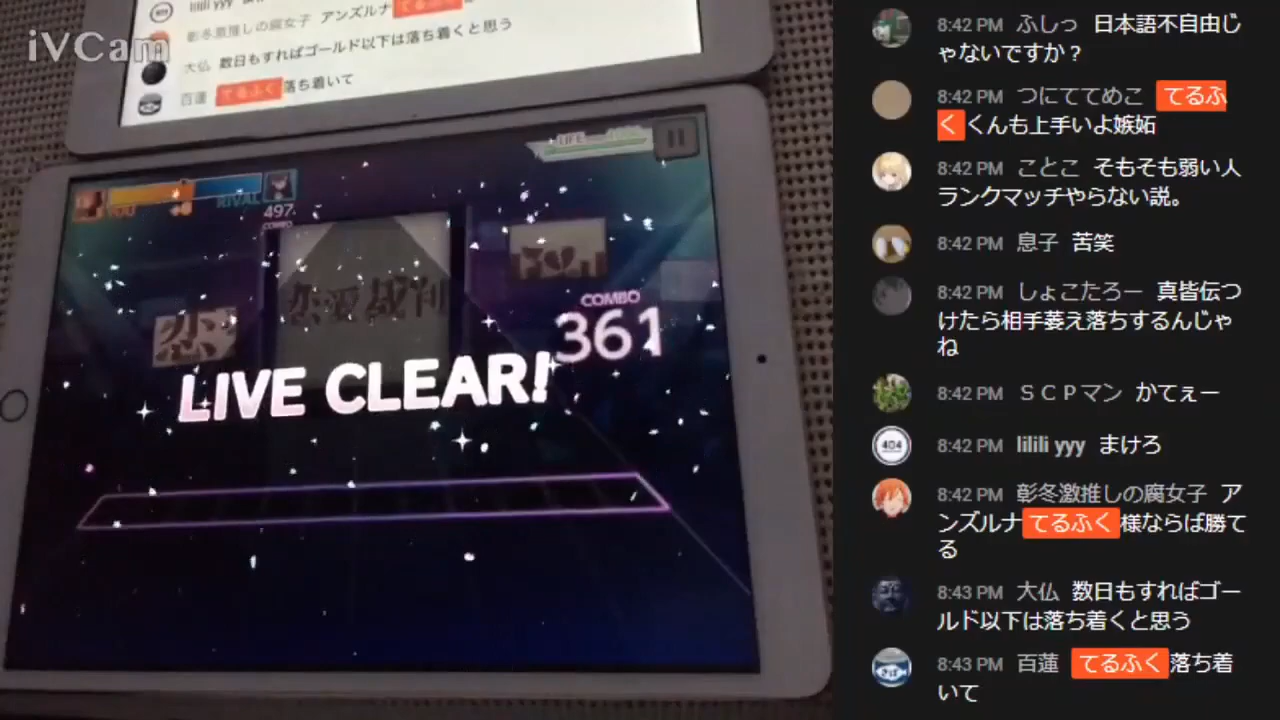 iVCam
lilili yyy
彰冬激推しの腐女子 アンズルナてるふく
大仏 数日もすればゴールド以下は落ち着くと思う
百蓮 てるふく落ち着いて
LIFE
YOU
RIVAL
497
COMBO
恋愛裁判
恋
COMBO
361
LIVE CLEAR!
8:42 PM ふしっ 日本語不自由じ
ゃないですか？
8:42 PM つにててめこ てるふ
くくんも上手いよ嫉妬
8:42 PM ことこ そもそも弱い人
ランクマッチやらない説。
8:42 PM 息子 苦笑
8:42 PM しょこたろー 真皆伝つ
けたら相手萎え落ちするんじゃ
ね
8:42 PM ＳＣＰマン かてぇー
404
8:42 PM lilili yyy まけろ
8:42 PM 彰冬激推しの腐女子 ア
ンズルナてるふく様ならば勝て
る
8:43 PM 大仏 数日もすればゴー
ルド以下は落ち着くと思う
8:43 PM 百蓮 てるふく落ち着
いて